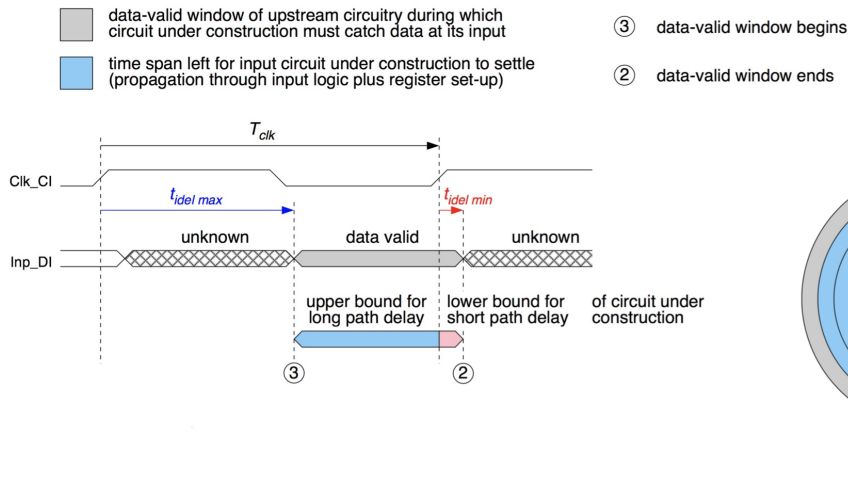 data-valid window of upstream circuitry during which
circuit under construction must catch data at its input
time span left for input circuit under construction to settle
(propagation through input logic plus register set-up)
3 data-valid window begins
2 data-valid window ends
Tclk
Clk_CI
tidel max
tidel min
unknown
data valid
unknown
Inp_DI
upper bound for
long path delay
lower bound for
short path delay
of circuit under
construction
3
2